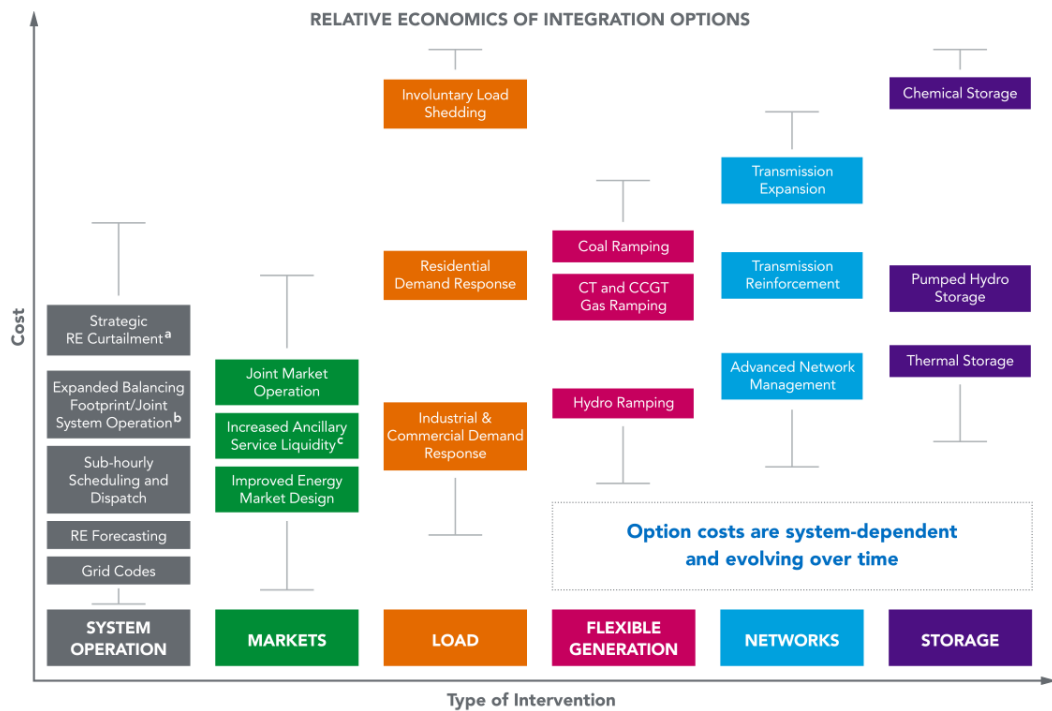 RELATIVE ECONOMICS OF INTEGRATION OPTIONS
Cost
Strategic
RE Curtailment a
Expanded Balancing
Footprint/Joint
System Operation b
Sub-hourly
Scheduling and
Dispatch
RE Forecasting
Grid Codes
SYSTEM
OPERATION
Joint Market
Operation
Increased Ancillary
Service Liquidity c
Improved Energy
Market Design
MARKETS
Involuntary Load
Shedding
Residential
Demand Response
Industrial &
Commercial Demand
Response
LOAD
Coal Ramping
CT and CCGT
Gas Ramping
Hydro Ramping
FLEXIBLE
GENERATION
Transmission
Expansion
Transmission
Reinforcement
Advanced Network
Management
NETWORKS
Chemical Storage
Pumped Hydro
Storage
Thermal Storage
STORAGE
Option costs are system-dependent
and evolving over time
Type of Intervention